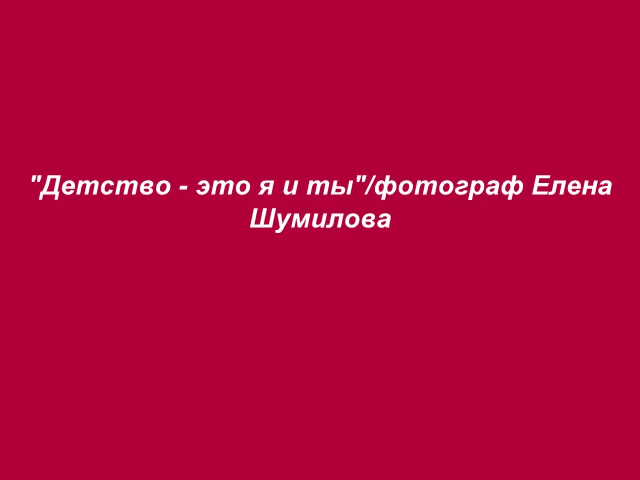 "Детство - это я и ты"/фотограф Елена
Шумилова